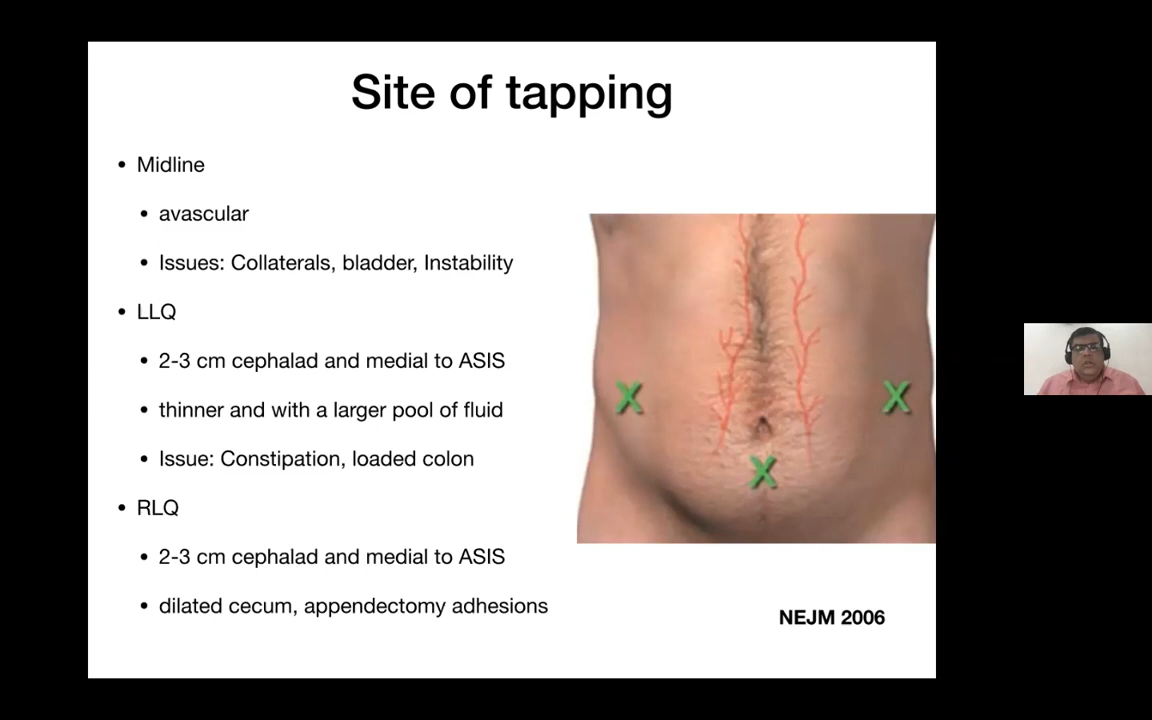 Site of tapping
• Midline
• avascular
• Issues: Collaterals, bladder, Instability
• LLQ
• 2-3 cm cephalad and medial to ASIS
• thinner and with a larger pool of fluid
• Issue: Constipation, loaded colon
• RLQ
• 2-3 cm cephalad and medial to ASIS
• dilated cecum, appendectomy adhesions
X
X
X
NEJM 2006